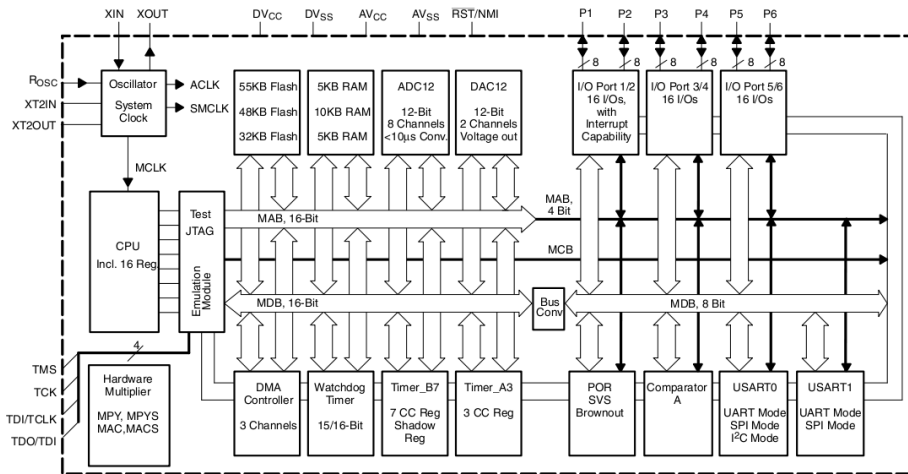 XIN XOUT DVCC DVSS AVCC AVSS RST/NMI P1 P2 P3 P4 P5 P6
8 8 8 8 8 8
ROSC
XT2IN
XT2OUT
Oscillator
System
Clock
ACLK
SMCLK
MCLK
55KB Flash
48KB Flash
32KB Flash
5KB RAM
10KB RAM
5KB RAM
ADC12
12-Bit
8 Channels
<10μs Conv.
DAC12
12-Bit
2 Channels
Voltage out
I/O Port 1/2
16 I/Os,
with
Interrupt
Capability
I/O Port 3/4
16 I/Os
I/O Port 5/6
16 I/Os
CPU
Incl. 16 Reg.
Test
JTAG
Emulation
Module
MAB, 16-Bit
MAB,
4 Bit
MCB
MDB, 16-Bit
Bus
Conv
MDB, 8 Bit
4
TMS
TCK
TDI/TCLK
TDO/TDI
Hardware
Multiplier
MPY, MPYS
MAC,MACS
DMA
Controller
3 Channels
Watchdog
Timer
15/16-Bit
Timer_B7
7 CC Reg
Shadow
Reg
Timer_A3
3 CC Reg
POR
SVS
Brownout
Comparator
A
USART0
UART Mode
SPI Mode
I²C Mode
USART1
UART Mode
SPI Mode